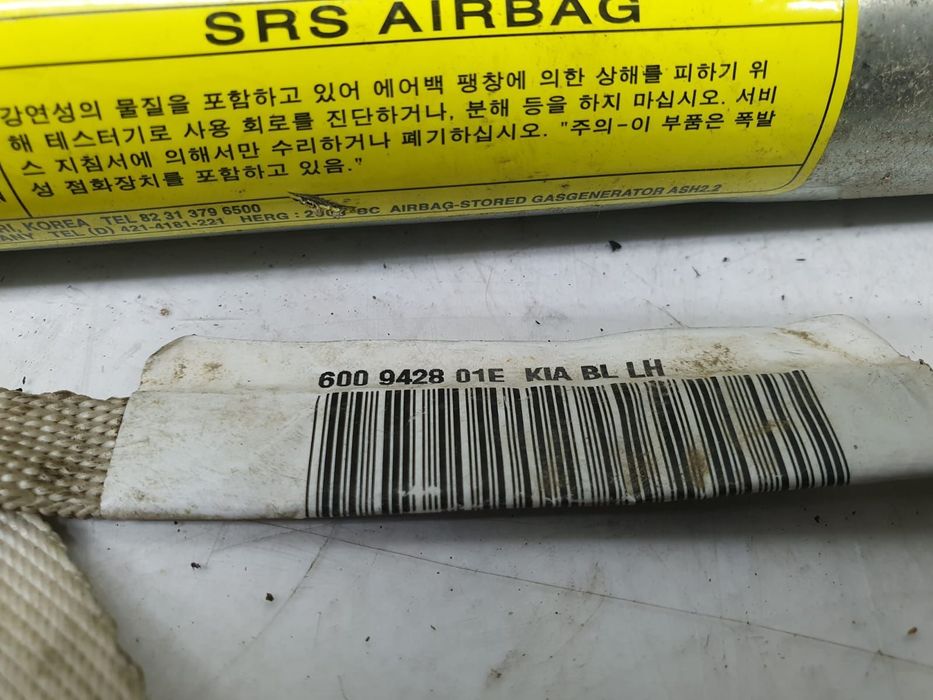 SRS AIRBAG
강연성의 물질을 포함하고 있어 에어백 팽창에 의한 상해를 피하기 위
해 테스터기로 사용 회로를 진단하거나, 분해 등을 하지 마십시오. 서비
스 지침서에 의해서만 수리하거나 폐기하십시오. "주의-이 부품은 폭발
성 점화장치를 포함하고 있음."
RI, KOREA, TEL 82 31 379 6500
ANY TEL (D) 421-4181-221 HERG : BC AIRBAG-STORED GASGENERATOR ASH2.2
600 9428 01E KIA BL LH